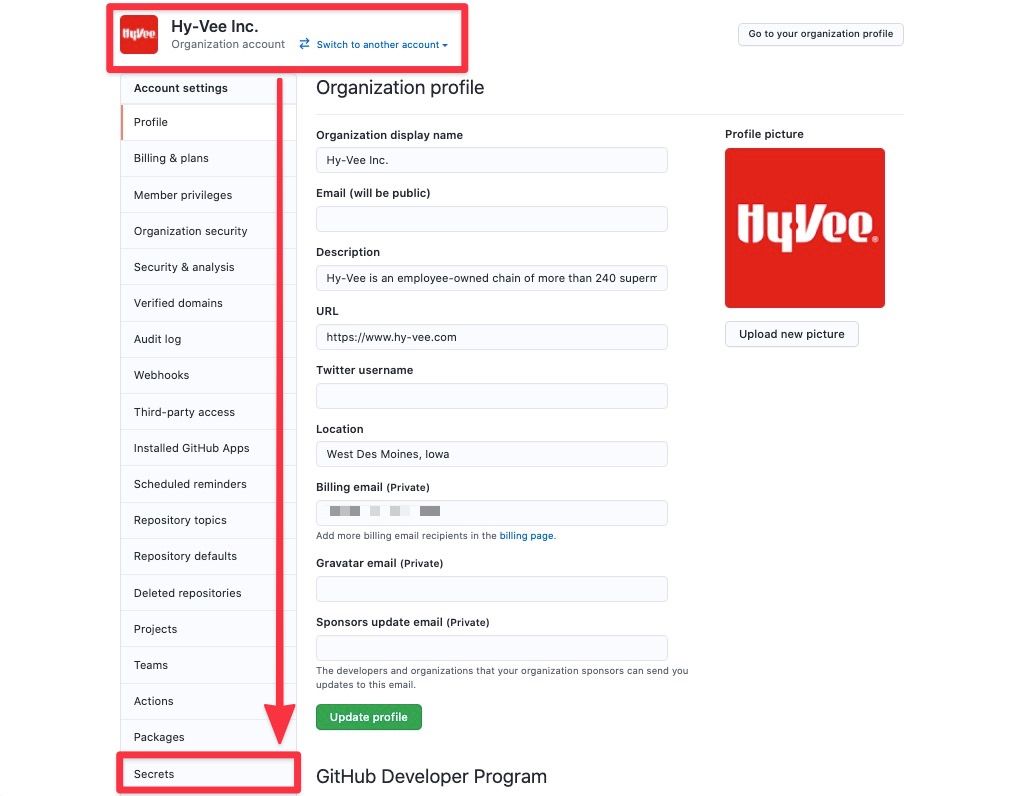 HyVee
Hy-Vee Inc.
Organization account
Switch to another account
Go to your organization profile
Account settings
Profile
Billing & plans
Member privileges
Organization security
Security & analysis
Verified domains
Audit log
Webhooks
Third-party access
Installed GitHub Apps
Scheduled reminders
Repository topics
Repository defaults
Deleted repositories
Projects
Teams
Actions
Packages
Secrets
Organization profile
Organization display name
Hy-Vee Inc.
Email (will be public)
Description
Hy-Vee is an employee-owned chain of more than 240 superm
URL
https://www.hy-vee.com
Twitter username
Location
West Des Moines, Iowa
Billing email (Private)
Add more billing email recipients in the billing page.
Gravatar email (Private)
Sponsors update email (Private)
The developers and organizations that your organization sponsors can send you
updates to this email.
Update profile
GitHub Developer Program
Profile picture
HyVee®
Upload new picture